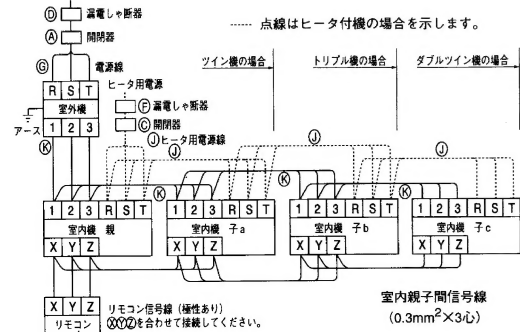 Ⓓ 漏電しゃ断器
Ⓐ 開閉器
点線はヒータ付機の場合を示します。
Ⓖ 電源線
ツイン機の場合
トリプル機の場合
ダブルツイン機の場合
ヒータ用電源
R S T
室外機
1 2 3
アース
Ⓕ 漏電しゃ断器
Ⓒ 開閉器
Ⓙ ヒータ用電源線
Ⓚ
Ⓙ
Ⓙ
Ⓙ
Ⓚ
Ⓚ
Ⓚ
1 2 3 R S T
室内機 親
X Y Z
1 2 3 R S T
室内機 子a
X Y Z
1 2 3 R S T
室内機 子b
X Y Z
1 2 3 R S T
室内機 子c
X Y Z
X Y Z
リモコン
リモコン信号線（極性あり）
ⓍⓎⓏを合わせて接続してください。
室内親子間信号線
（0.3mm²×3心）